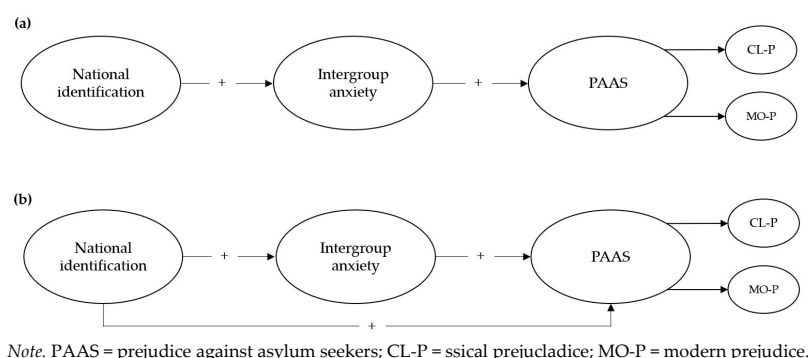 (a)
National
identification
+
Intergroup
anxiety
+
PAAS
CL-P
MO-P
(b)
National
identification
+
Intergroup
anxiety
+
PAAS
CL-P
MO-P
+
Note. PAAS = prejudice against asylum seekers; CL-P = ssical prejucladice; MO-P = modern prejudice.